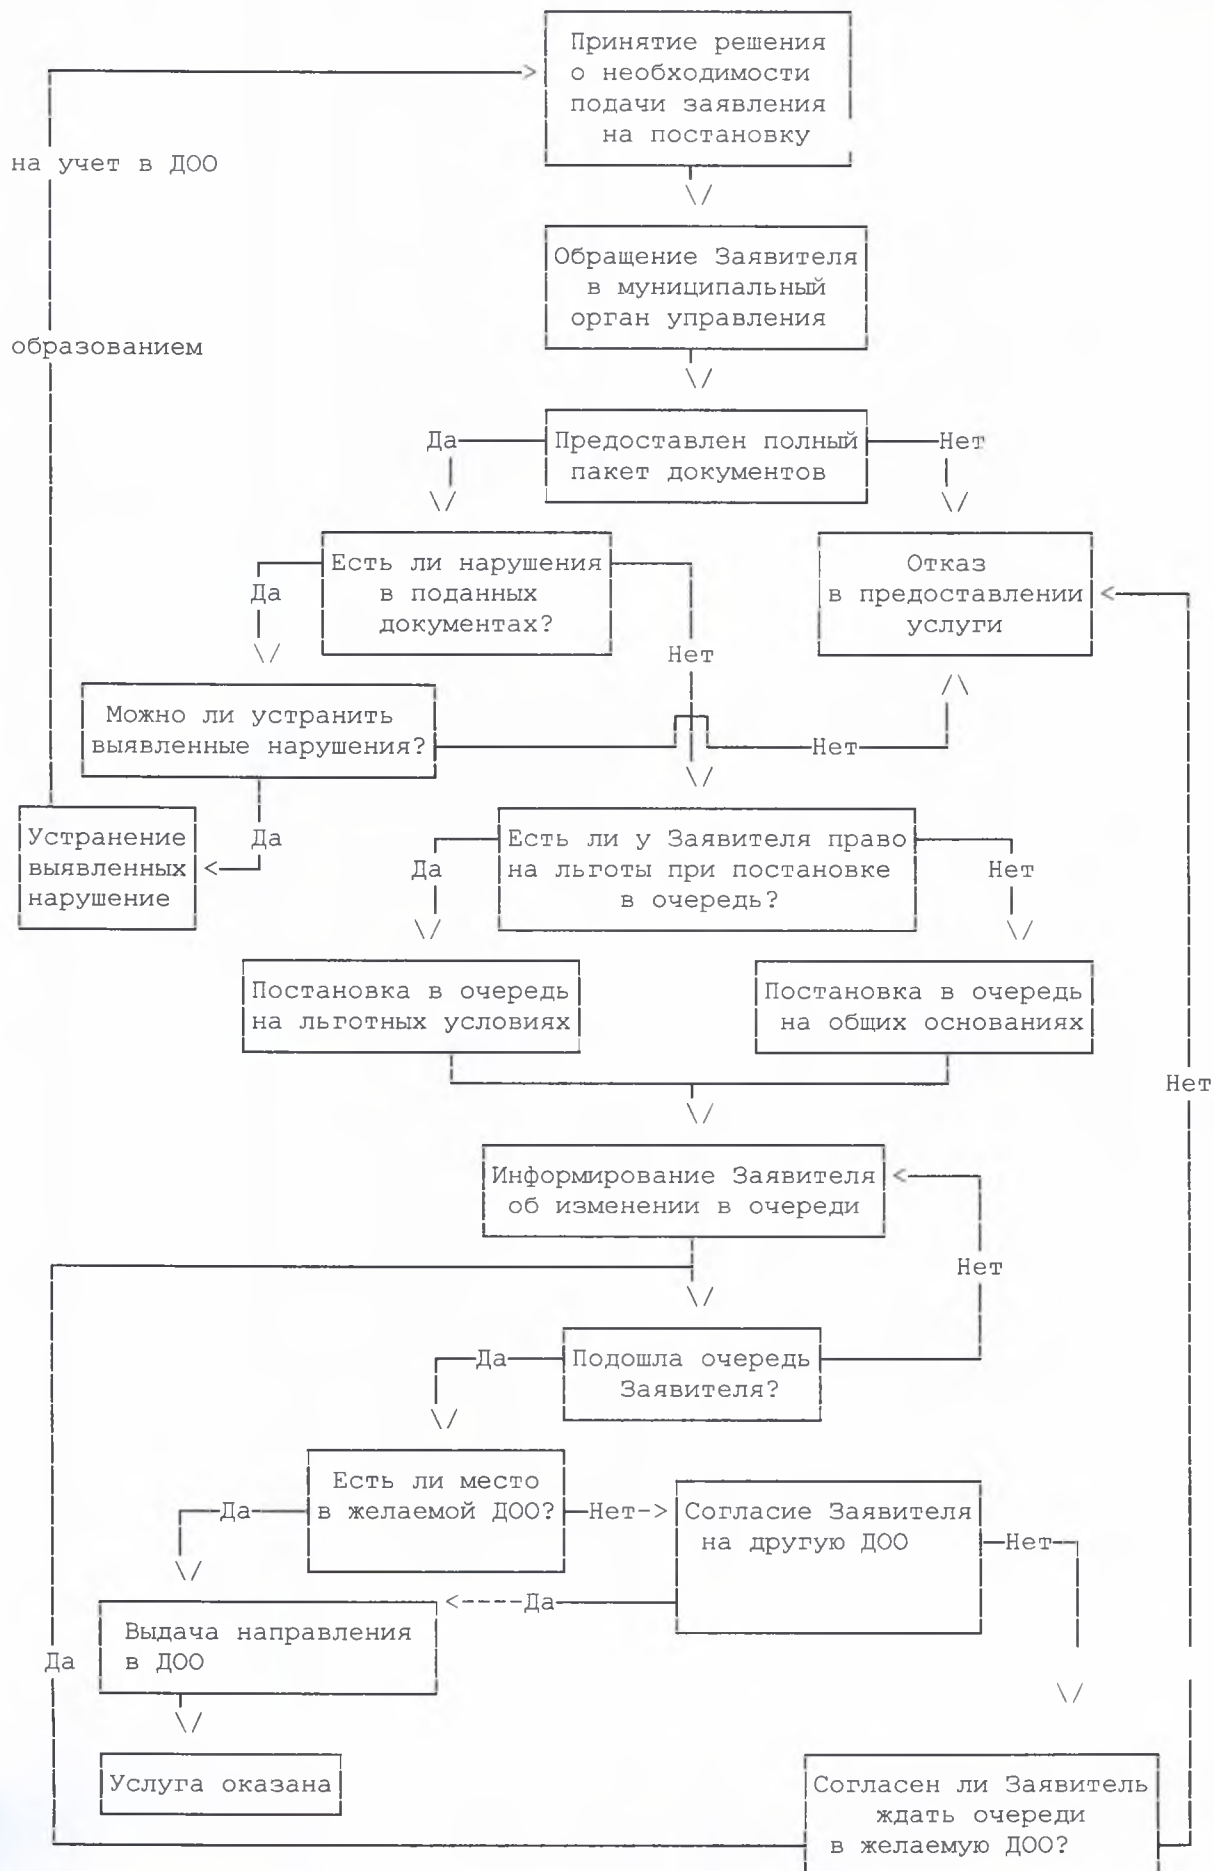 Принятие решения
о необходимости
подачи заявления
на постановку
на учет в ДОО
Обращение Заявителя
в муниципальный
орган управления
образованием
Да
Предоставлен полный
пакет документов
Нет
Есть ли нарушения
в поданных
документах?
Да
Нет
Отказ
в предоставлении
услуги
Можно ли устранить
выявленные нарушения?
Нет
Да
Устранение
выявленных
нарушение
Есть ли у Заявителя право
на льготы при постановке
в очередь?
Да
Нет
Постановка в очередь
на льготных условиях
Постановка в очередь
на общих основаниях
Нет
Информирование Заявителя
об изменении в очереди
Нет
Да
Подошла очередь
Заявителя?
Есть ли место
в желаемой ДОО?
Да
Нет
Согласие Заявителя
на другую ДОО
Нет
Да
Выдача направления
в ДОО
Да
Услуга оказана
Согласен ли Заявитель
ждать очереди
в желаемую ДОО?